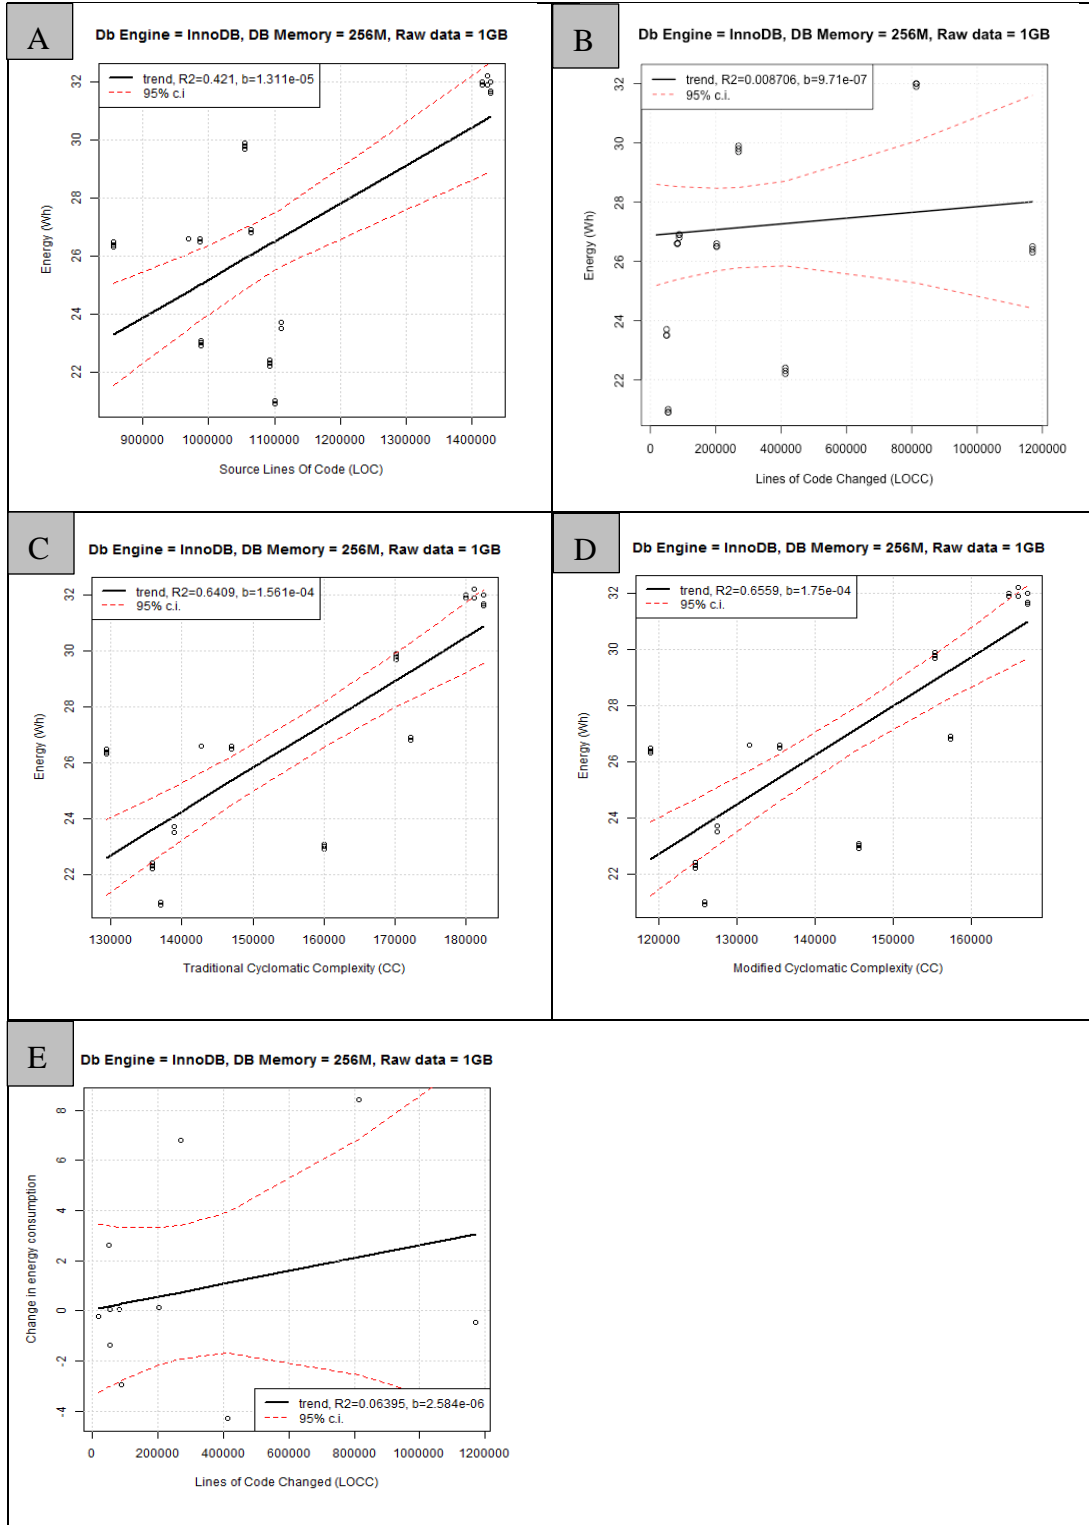 A
Db Engine = InnoDB, DB Memory = 256M, Raw data = 1GB
trend, R2=0.421, b=1.311e-05
95% c.i
32
30
28
26
24
22
Energy (Wh)
900000 1000000 1100000 1200000 1300000 1400000
Source Lines Of Code (LOC)
B
Db Engine = InnoDB, DB Memory = 256M, Raw data = 1GB
trend, R2=0.008706, b=9.71e-07
95% c.i.
32
30
28
26
24
22
Energy (Wh)
0 200000 400000 600000 800000 1000000 1200000
Lines of Code Changed (LOCC)
C
Db Engine = InnoDB, DB Memory = 256M, Raw data = 1GB
trend, R2=0.6409, b=1.561e-04
95% c.i.
32
30
28
26
24
22
Energy (Wh)
130000 140000 150000 160000 170000 180000
Traditional Cyclomatic Complexity (CC)
D
Db Engine = InnoDB, DB Memory = 256M, Raw data = 1GB
trend, R2=0.6559, b=1.75e-04
95% c.i.
32
30
28
26
24
22
Energy (Wh)
120000 130000 140000 150000 160000
Modified Cyclomatic Complexity (CC)
E
Db Engine = InnoDB, DB Memory = 256M, Raw data = 1GB
8
6
4
2
0
-2
-4
Change in energy consumption
trend, R2=0.06395, b=2.584e-06
95% c.i.
0 200000 400000 600000 800000 1000000 1200000
Lines of Code Changed (LOCC)